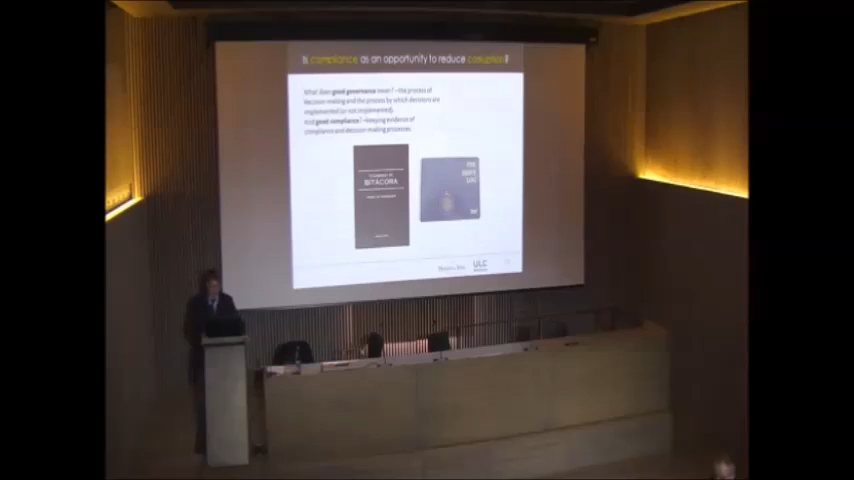 Is compliance as an opportunity to reduce corruption?
What does good governance mean? –the process of
decision-making and the process by which decisions are
implemented (or not implemented).
And good compliance? –keeping evidence of
compliance and decision-making processes.
BITÁCORA
THE
SHIP'S
LOG
ULC